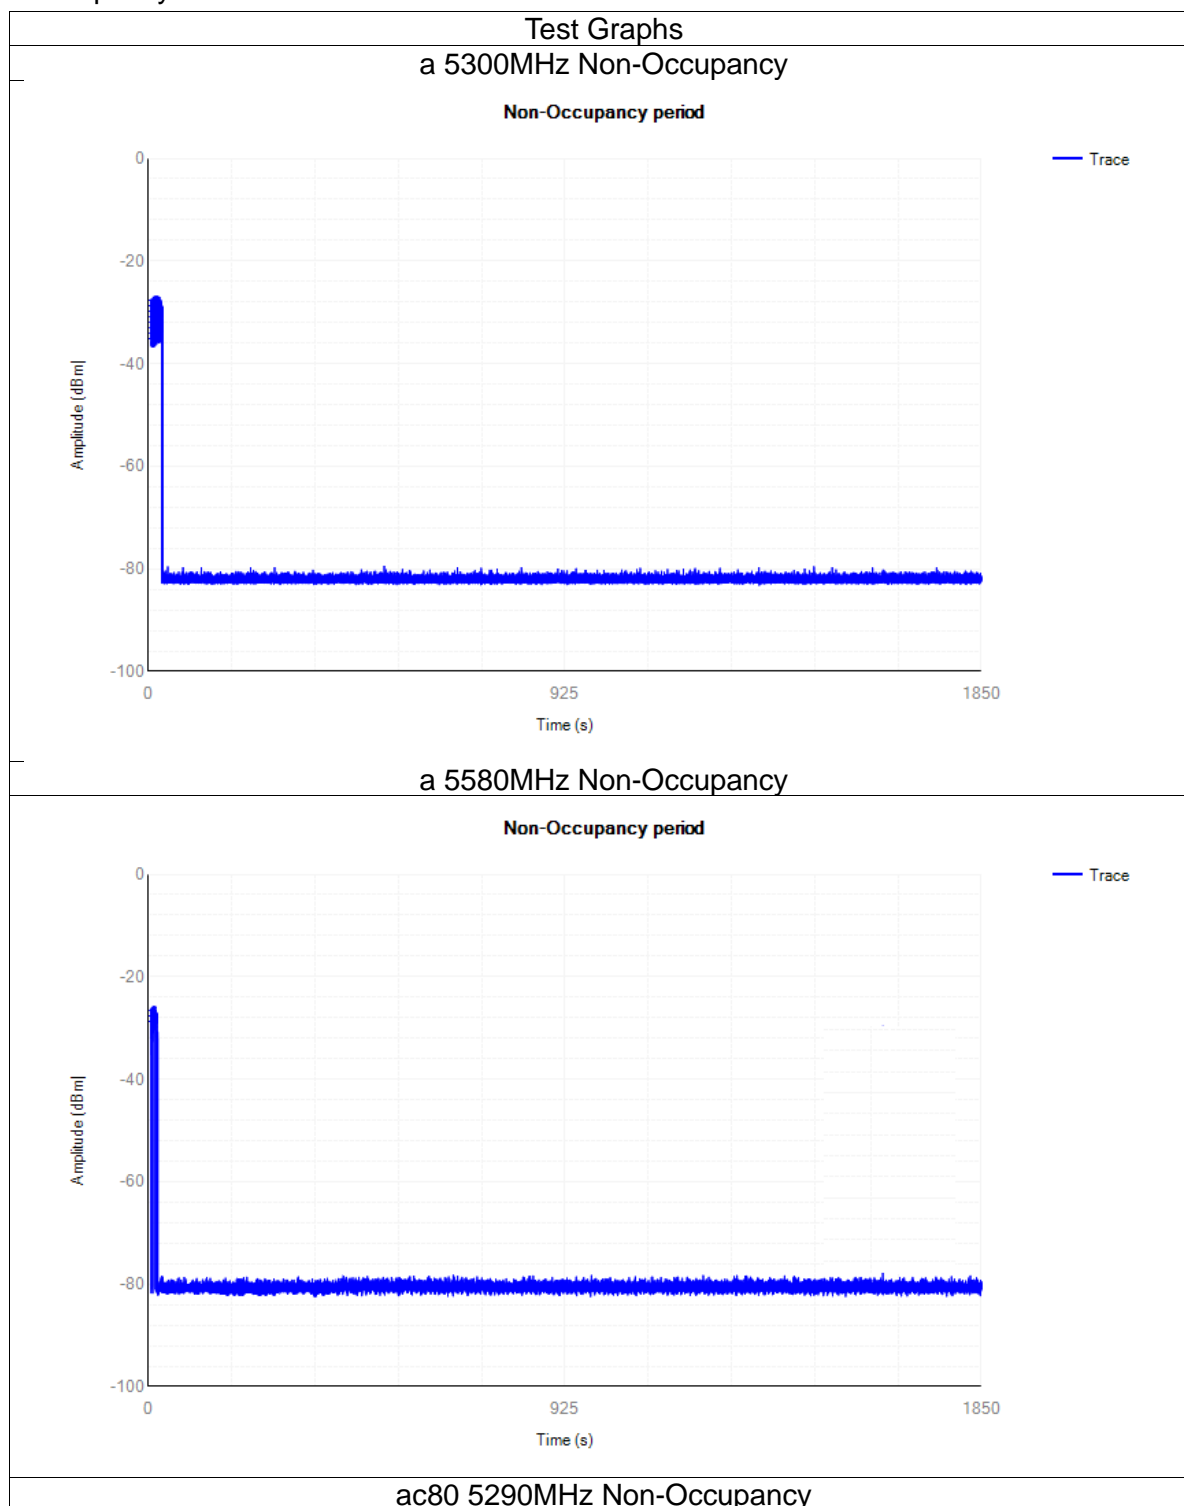 Test Graphs
a 5300MHz Non-Occupancy
Non-Occupancy period
Trace
0
-20
-40
-60
-80
-100
Amplitude (dBm)
0 925 1850
Time (s)
a 5580MHz Non-Occupancy
Non-Occupancy period
Trace
0
-20
-40
-60
-80
-100
Amplitude (dBm)
0 925 1850
Time (s)
ac80 5290MHz Non-Occupancy